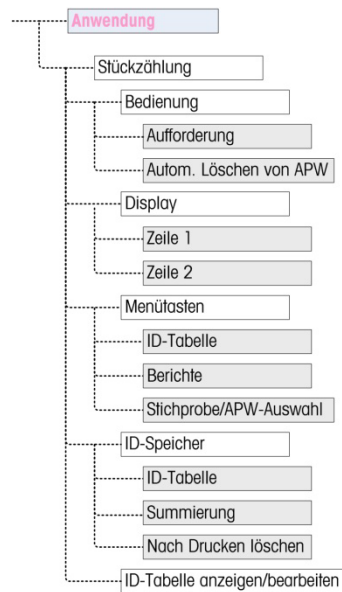 Anwendung
Stückzählung
Bedienung
Aufforderung
Autom. Löschen von APW
Display
Zeile 1
Zeile 2
Menütasten
ID-Tabelle
Berichte
Stichprobe/APW-Auswahl
ID-Speicher
ID-Tabelle
Summierung
Nach Drucken löschen
ID-Tabelle anzeigen/bearbeiten